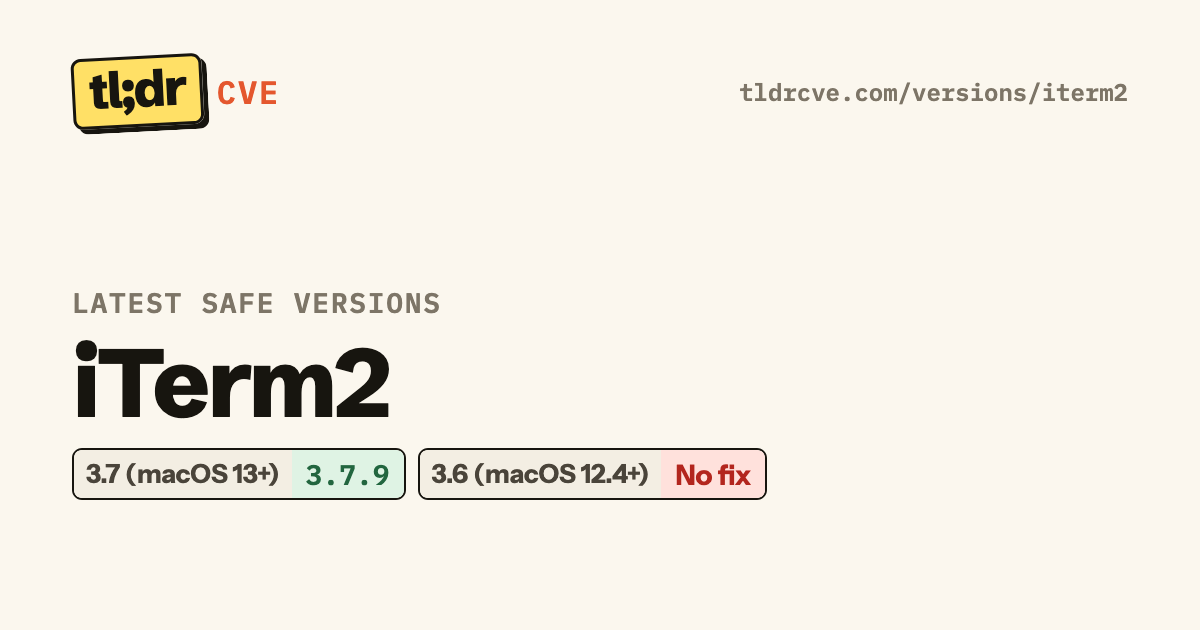 tl;dr CVE
tldrcve.com/versions/iterm2
LATEST SAFE VERSIONS
iTerm2
3.7 (macOS 13+) 3.7.9 3.6 (macOS 12.4+) No fix